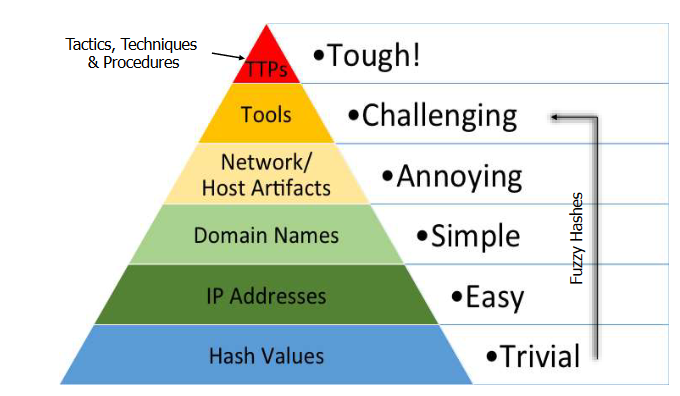 Tactics, Techniques
& Procedures
TTPs
•Tough!
Tools
•Challenging
Network/
Host Artifacts
•Annoying
Domain Names
•Simple
IP Addresses
•Easy
Hash Values
•Trivial
Fuzzy Hashes